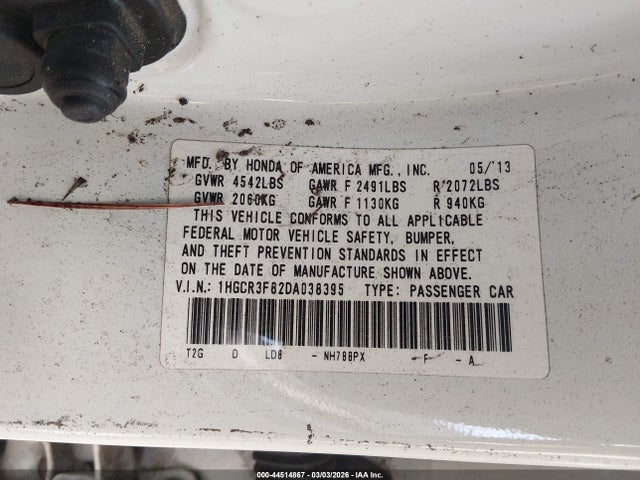 MFD. BY HONDA OF AMERICA MFG., INC. 05/'13
GVWR 4542LBS GAWR F 2491LBS R 2072LBS
GVWR 2060KG GAWR F 1130KG R 940KG
THIS VEHICLE CONFORMS TO ALL APPLICABLE
FEDERAL MOTOR VEHICLE SAFETY, BUMPER,
AND THEFT PREVENTION STANDARDS IN EFFECT
ON THE DATE OF MANUFACTURE SHOWN ABOVE.
V.I.N.: 1HGCR3F82DA038395 TYPE: PASSENGER CAR
T2G D LD8 - NH788PX F - A
000-44514867 - 03/03/2026 - IAA Inc.